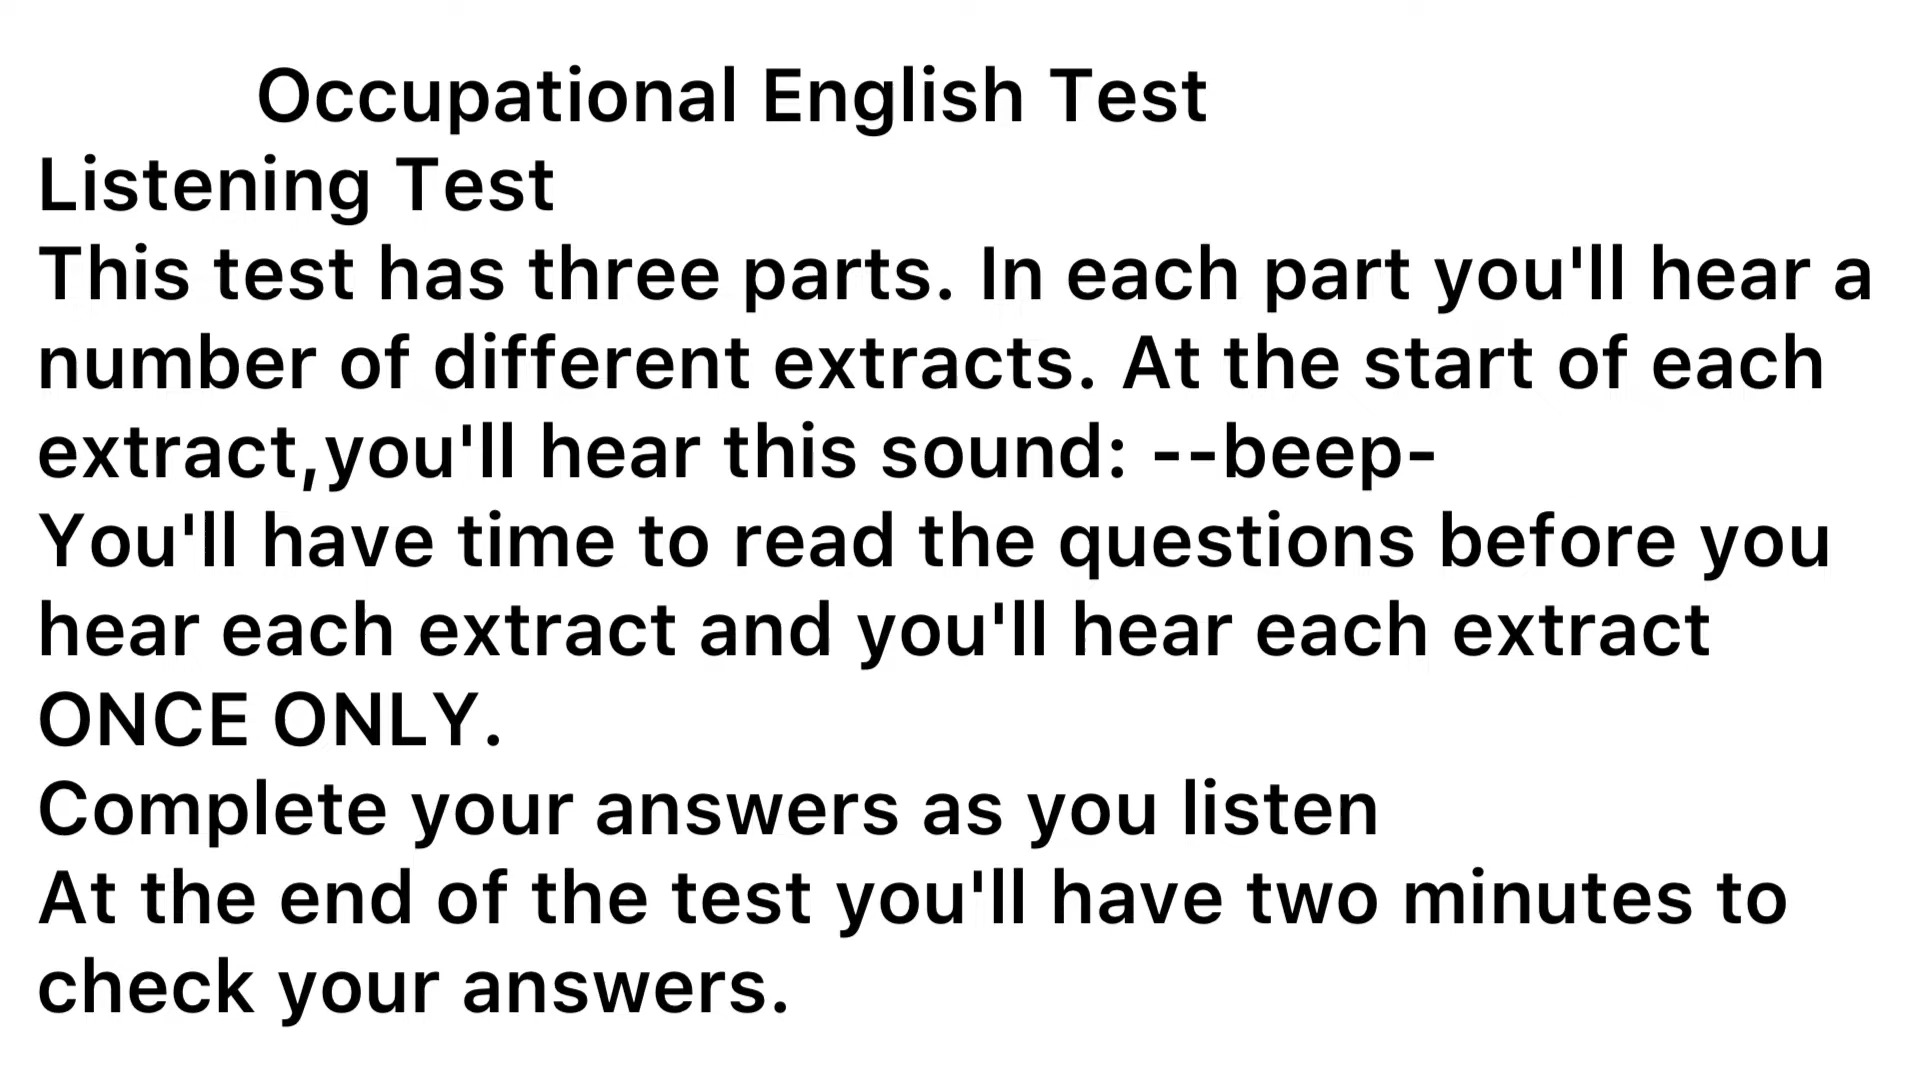 Occupational English Test
Listening Test
This test has three parts. In each part you'll hear a
number of different extracts. At the start of each
extract,you'll hear this sound: --beep-
You'll have time to read the questions before you
hear each extract and you'll hear each extract
ONCE ONLY.
Complete your answers as you listen
At the end of the test you'll have two minutes to
check your answers.